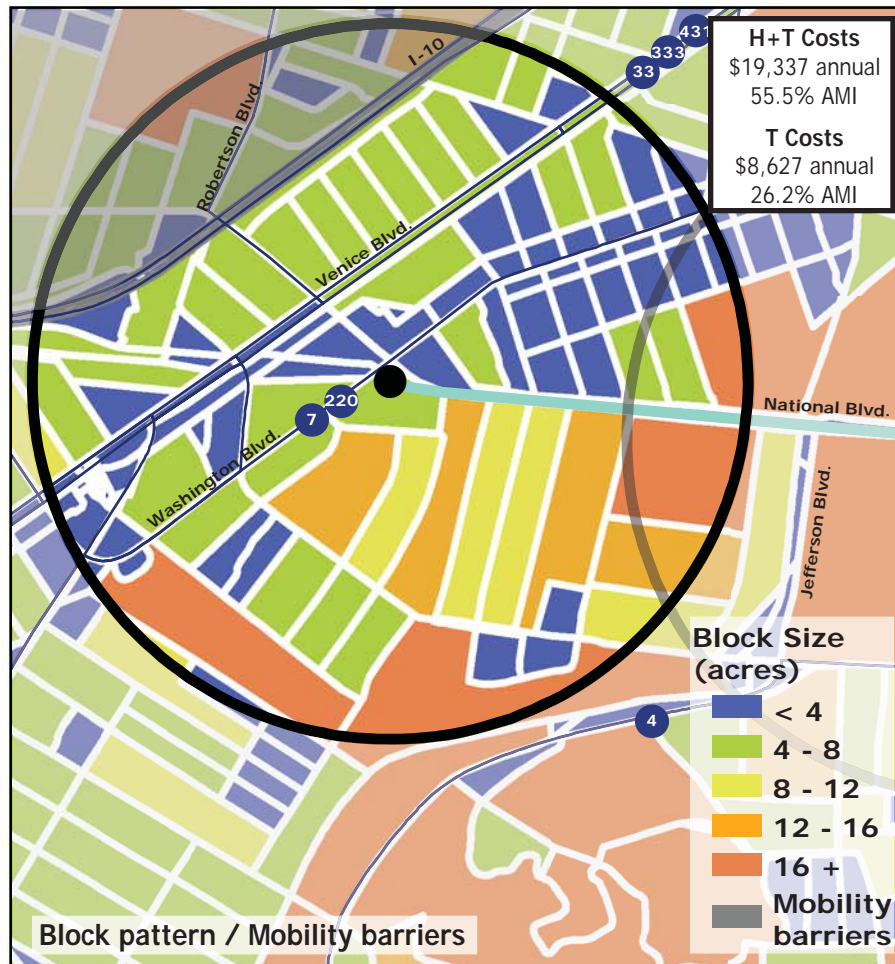 431
333
33
I-10
H+T Costs
$19,337 annual
55.5% AMI
T Costs
$8,627 annual
26.2% AMI
Robertson Blvd.
Venice Blvd.
220
7
National Blvd.
Washington Blvd.
Jefferson Blvd.
4
Block Size
(acres)
< 4
4 - 8
8 - 12
12 - 16
16 +
Mobility
barriers
Block pattern / Mobility barriers